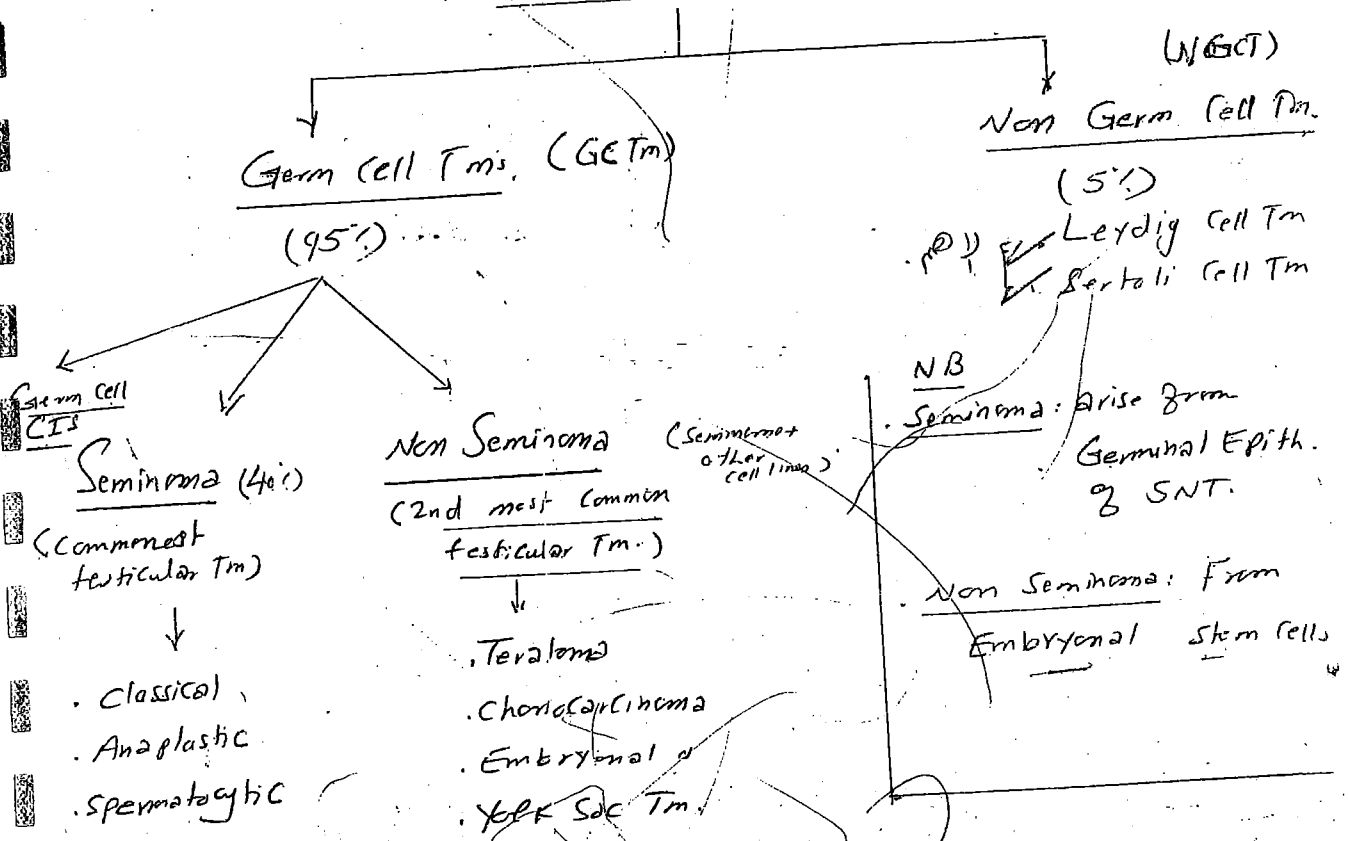 (NGCT)
Non Germ Cell Tm.
(5%)
Leydig Cell Tm
Sertoli Cell Tm
Germ Cell Tms. (GC Tm)
(95%)
Germ Cell
CIS
Seminoma (40%)
(Commonest
testicular Tm)
. Classical
. Anaplastic
. Spermatocytic
Non Seminoma
(Seminoma+
other
cell lines)
(2nd most Common
testicular Tm.)
. Teratoma
. Choriocarcinoma
. Embryonal
. Yolk Sac Tm.
NB
. Seminoma: arise from
Germinal Epith.
of SNT.
. Non Seminoma: From
Embryonal Stem Cells